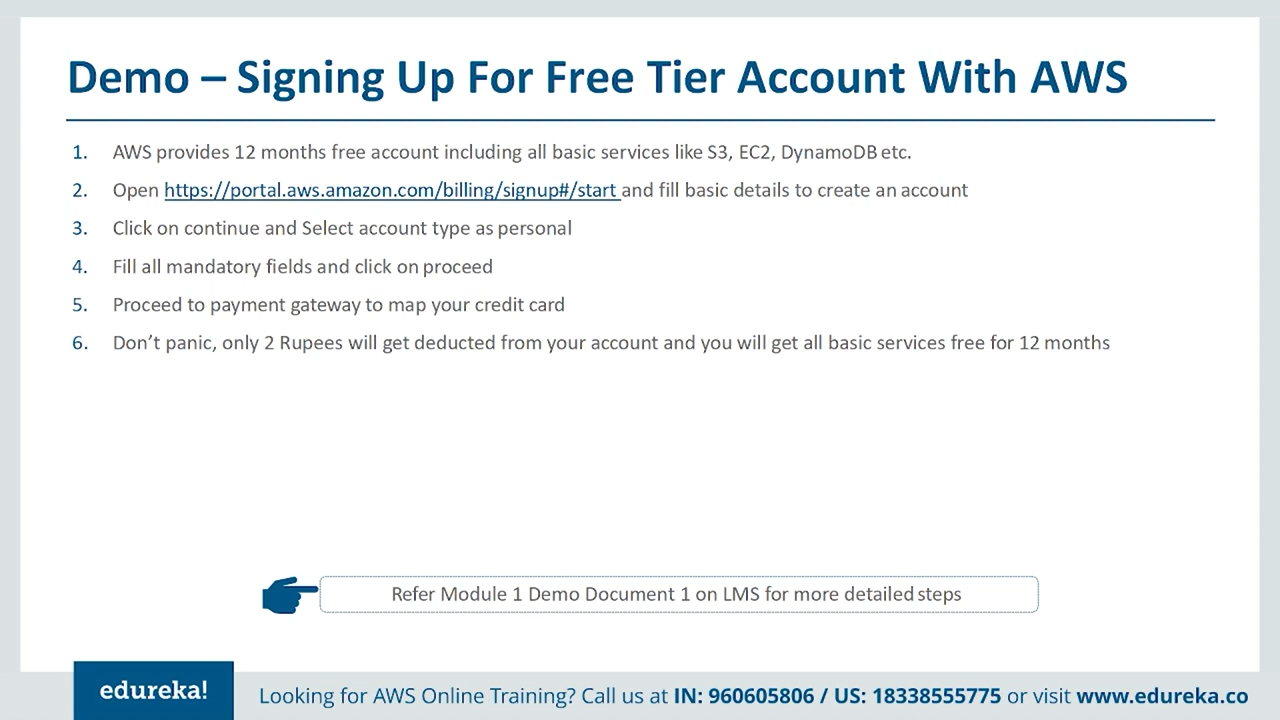 Demo – Signing Up For Free Tier Account With AWS
1. AWS provides 12 months free account including all basic services like S3, EC2, DynamoDB etc.
2. Open https://portal.aws.amazon.com/billing/signup#/start and fill basic details to create an account
3. Click on continue and Select account type as personal
4. Fill all mandatory fields and click on proceed
5. Proceed to payment gateway to map your credit card
6. Don’t panic, only 2 Rupees will get deducted from your account and you will get all basic services free for 12 months
Refer Module 1 Demo Document 1 on LMS for more detailed steps
edureka!
Looking for AWS Online Training? Call us at IN: 960605806 / US: 18338555775 or visit www.edureka.co